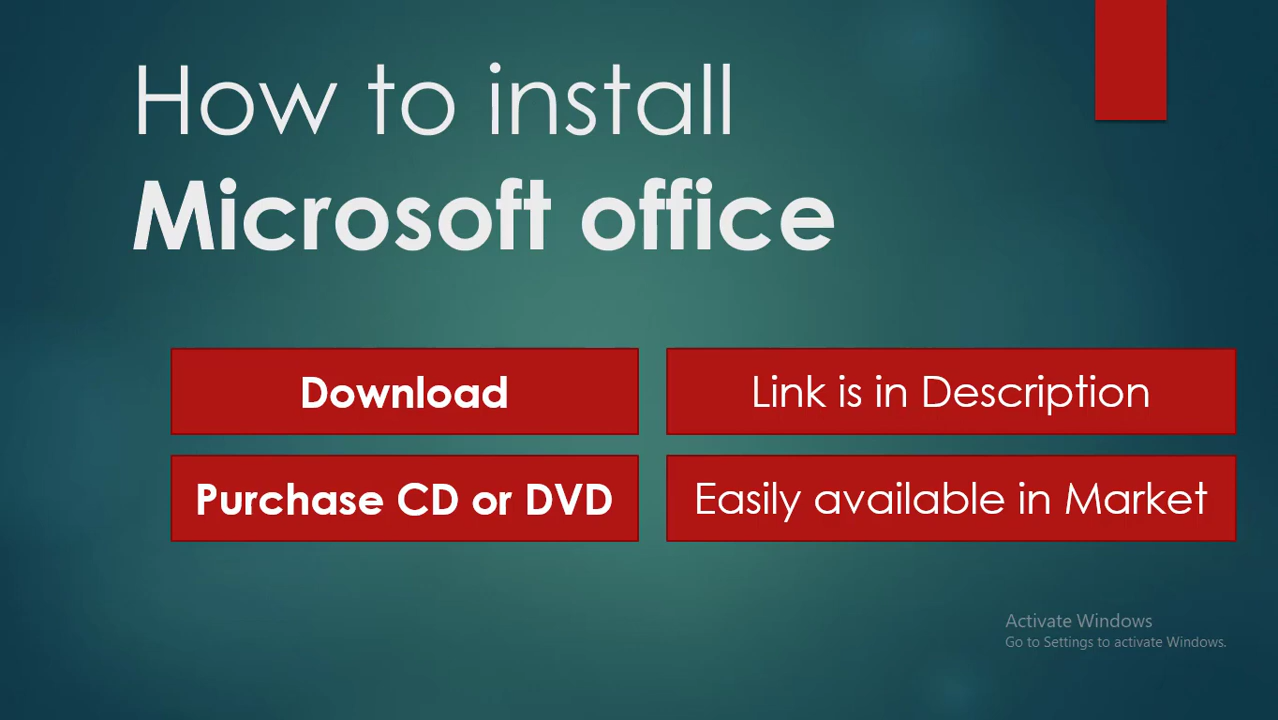 How to install
Microsoft office
Download
Link is in Description
Purchase CD or DVD
Easily available in Market
Activate Windows
Go to Settings to activate Windows.